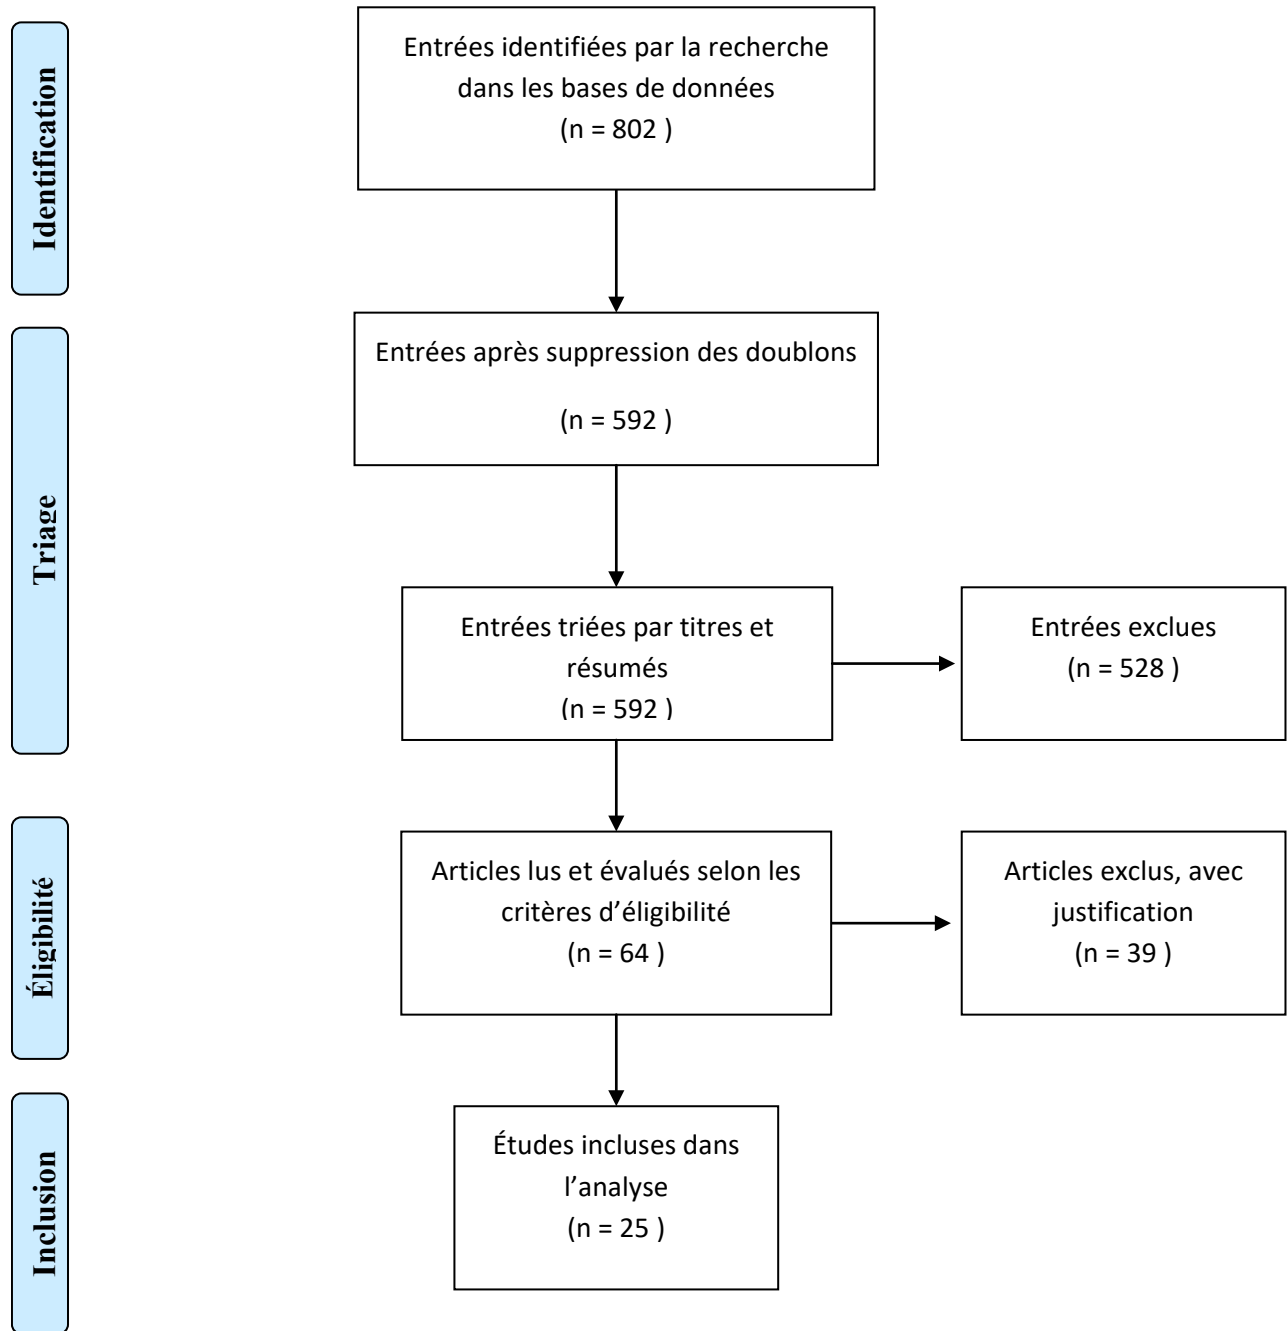 Identification
Entrées identifiées par la recherche
dans les bases de données
(n = 802 )
Triage
Entrées après suppression des doublons
(n = 592 )
Entrées triées par titres et
résumés
(n = 592 )
Entrées exclues
(n = 528 )
Éligibilité
Articles lus et évalués selon les
critères d’éligibilité
(n = 64 )
Articles exclus, avec
justification
(n = 39 )
Inclusion
Études incluses dans
l’analyse
(n = 25 )